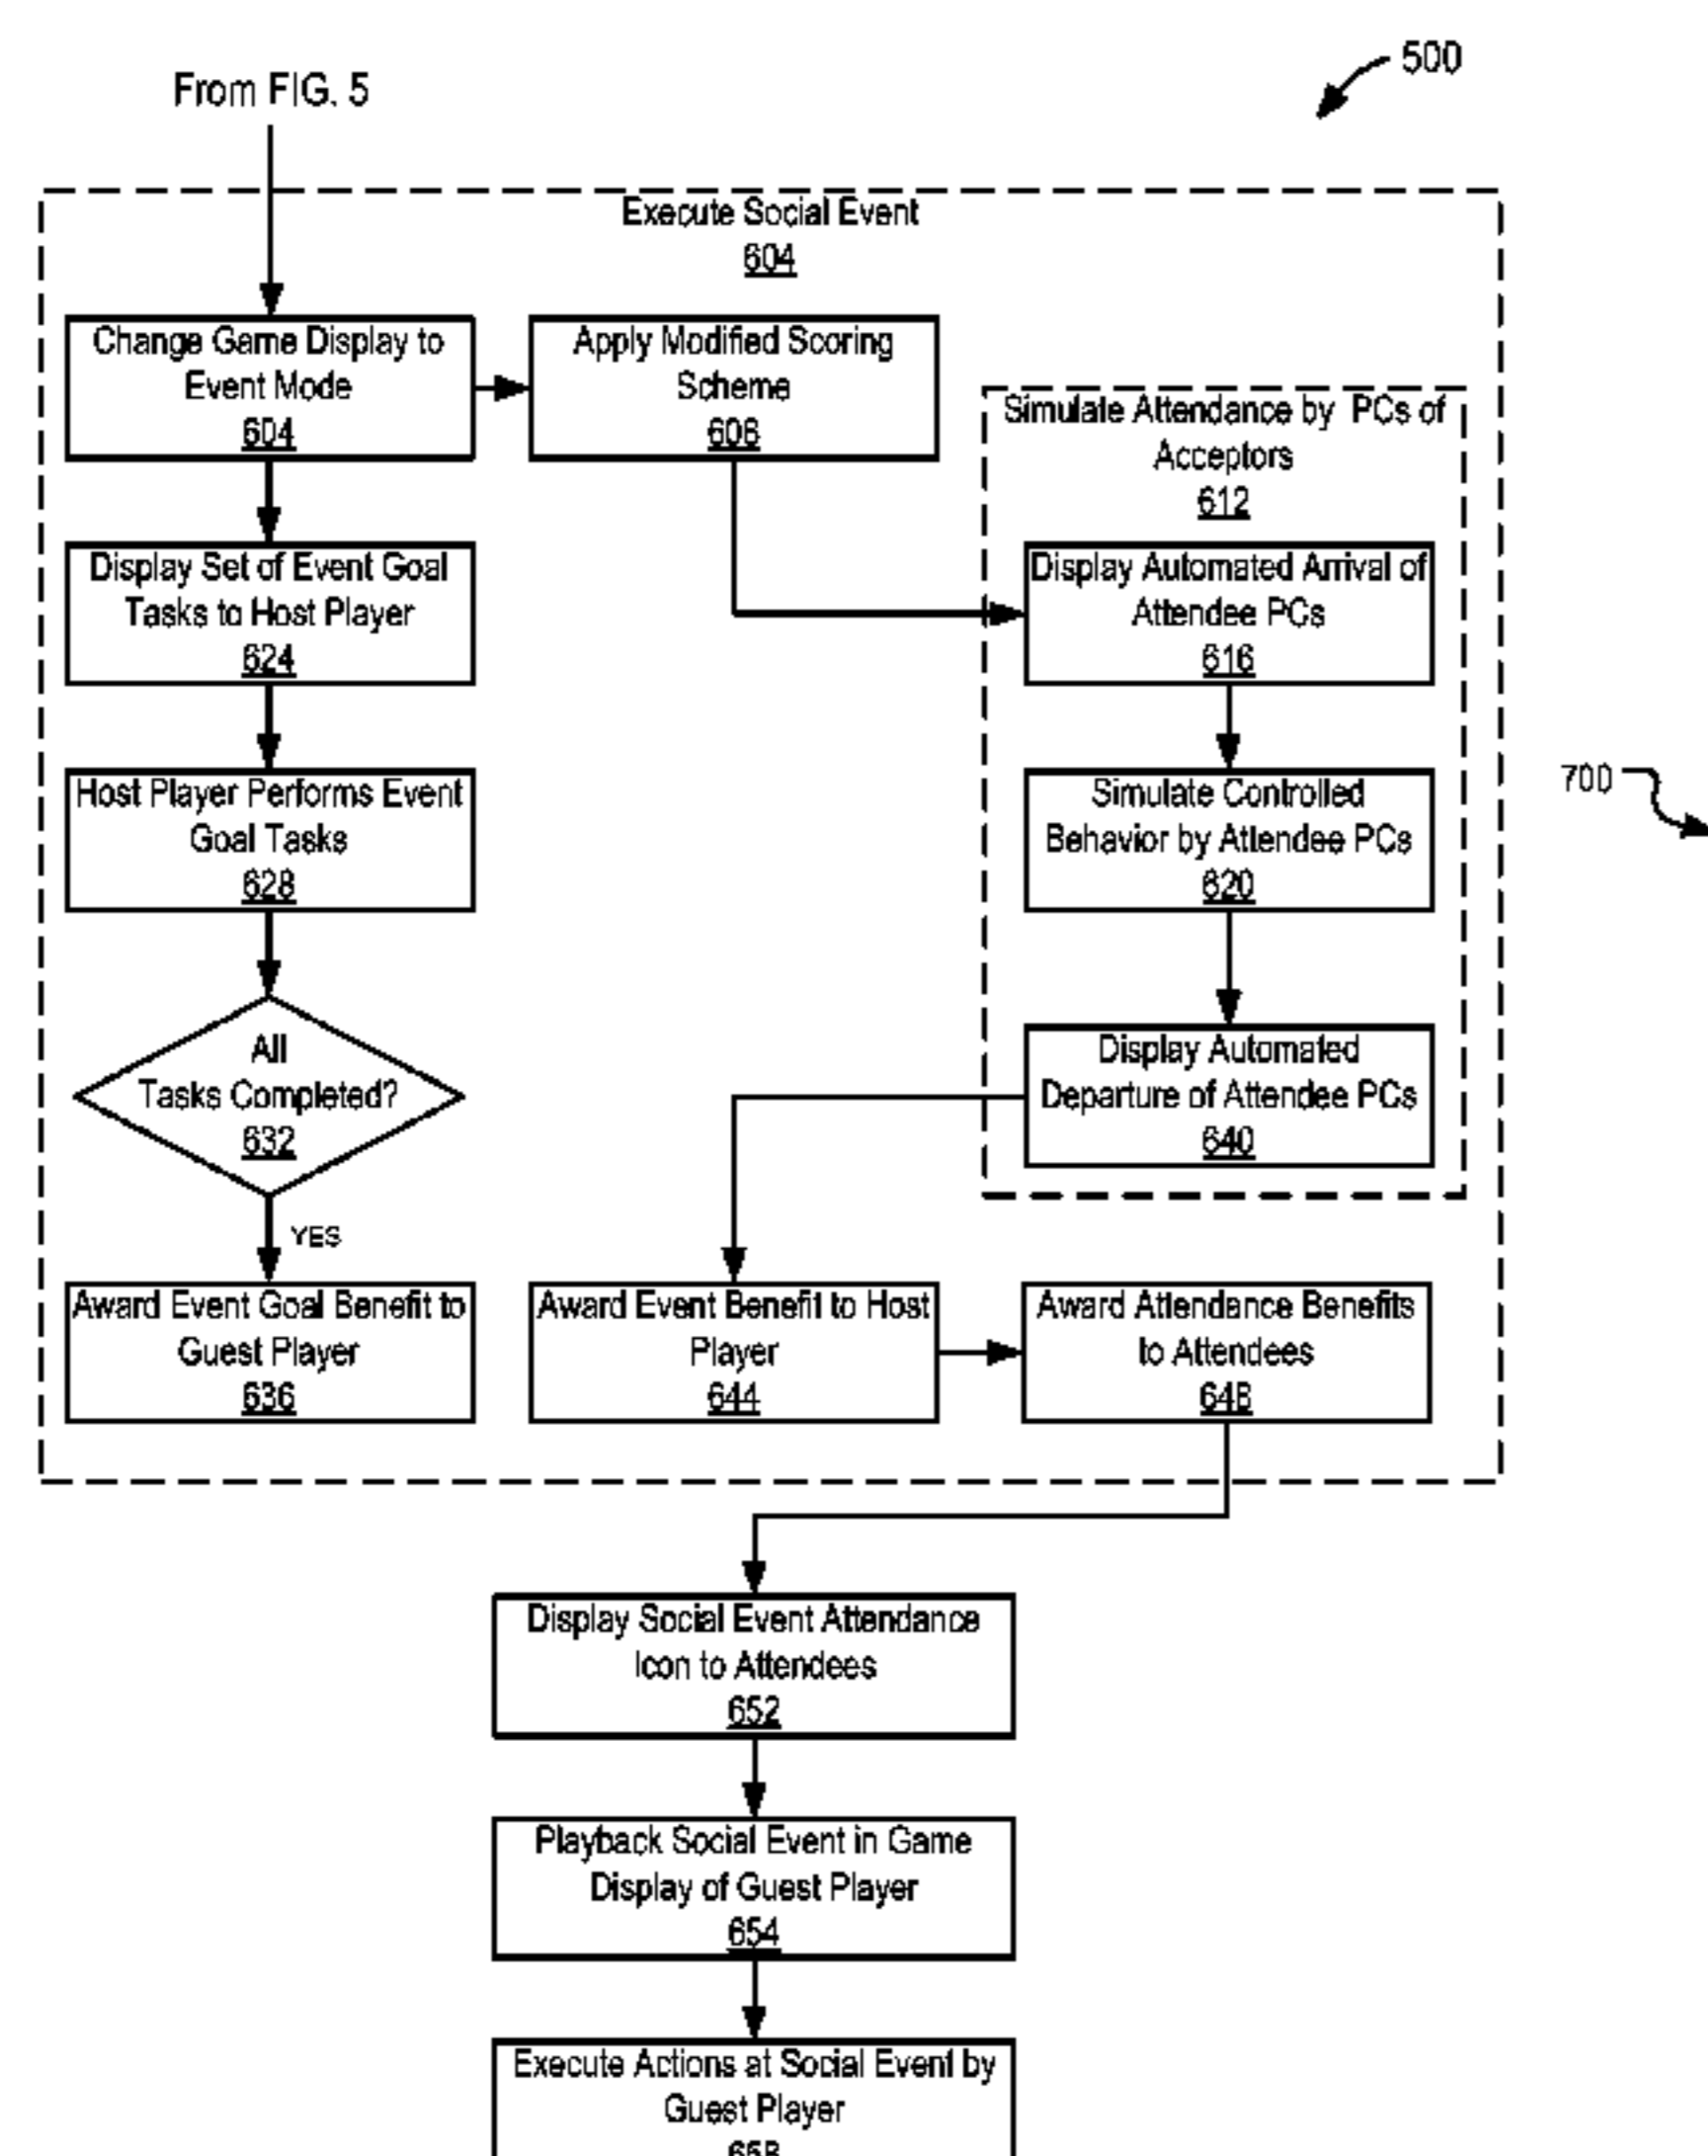 500
From FIG. 5
Execute Social Event
604
Change Game Display to
Event Mode
604
Apply Modified Scoring
Scheme
608
Simulate Attendance by PCs of
Acceptors
612
Display Set of Event Goal
Tasks to Host Player
624
Display Automated Arrival of
Attendee PCs
616
Host Player Performs Event
Goal Tasks
628
Simulate Controlled
Behavior by Attendee PCs
620
700
All
Tasks Completed?
632
Display Automated
Departure of Attendee PCs
640
YES
Award Event Goal Benefit to
Guest Player
636
Award Event Benefit to Host
Player
644
Award Attendance Benefits
to Attendees
648
Display Social Event Attendance
Icon to Attendees
652
Playback Social Event in Game
Display of Guest Player
654
Execute Actions at Social Event by
Guest Player
658